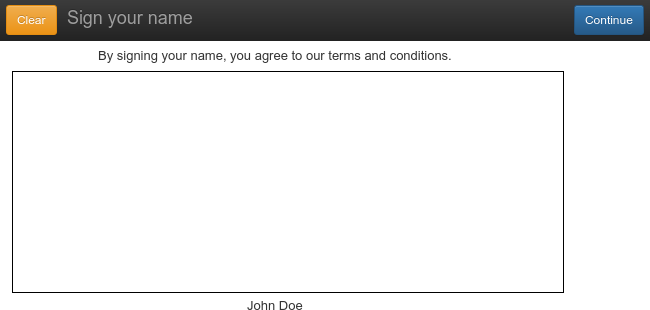 Clear
Sign your name
Continue
By signing your name, you agree to our terms and conditions.
John Doe